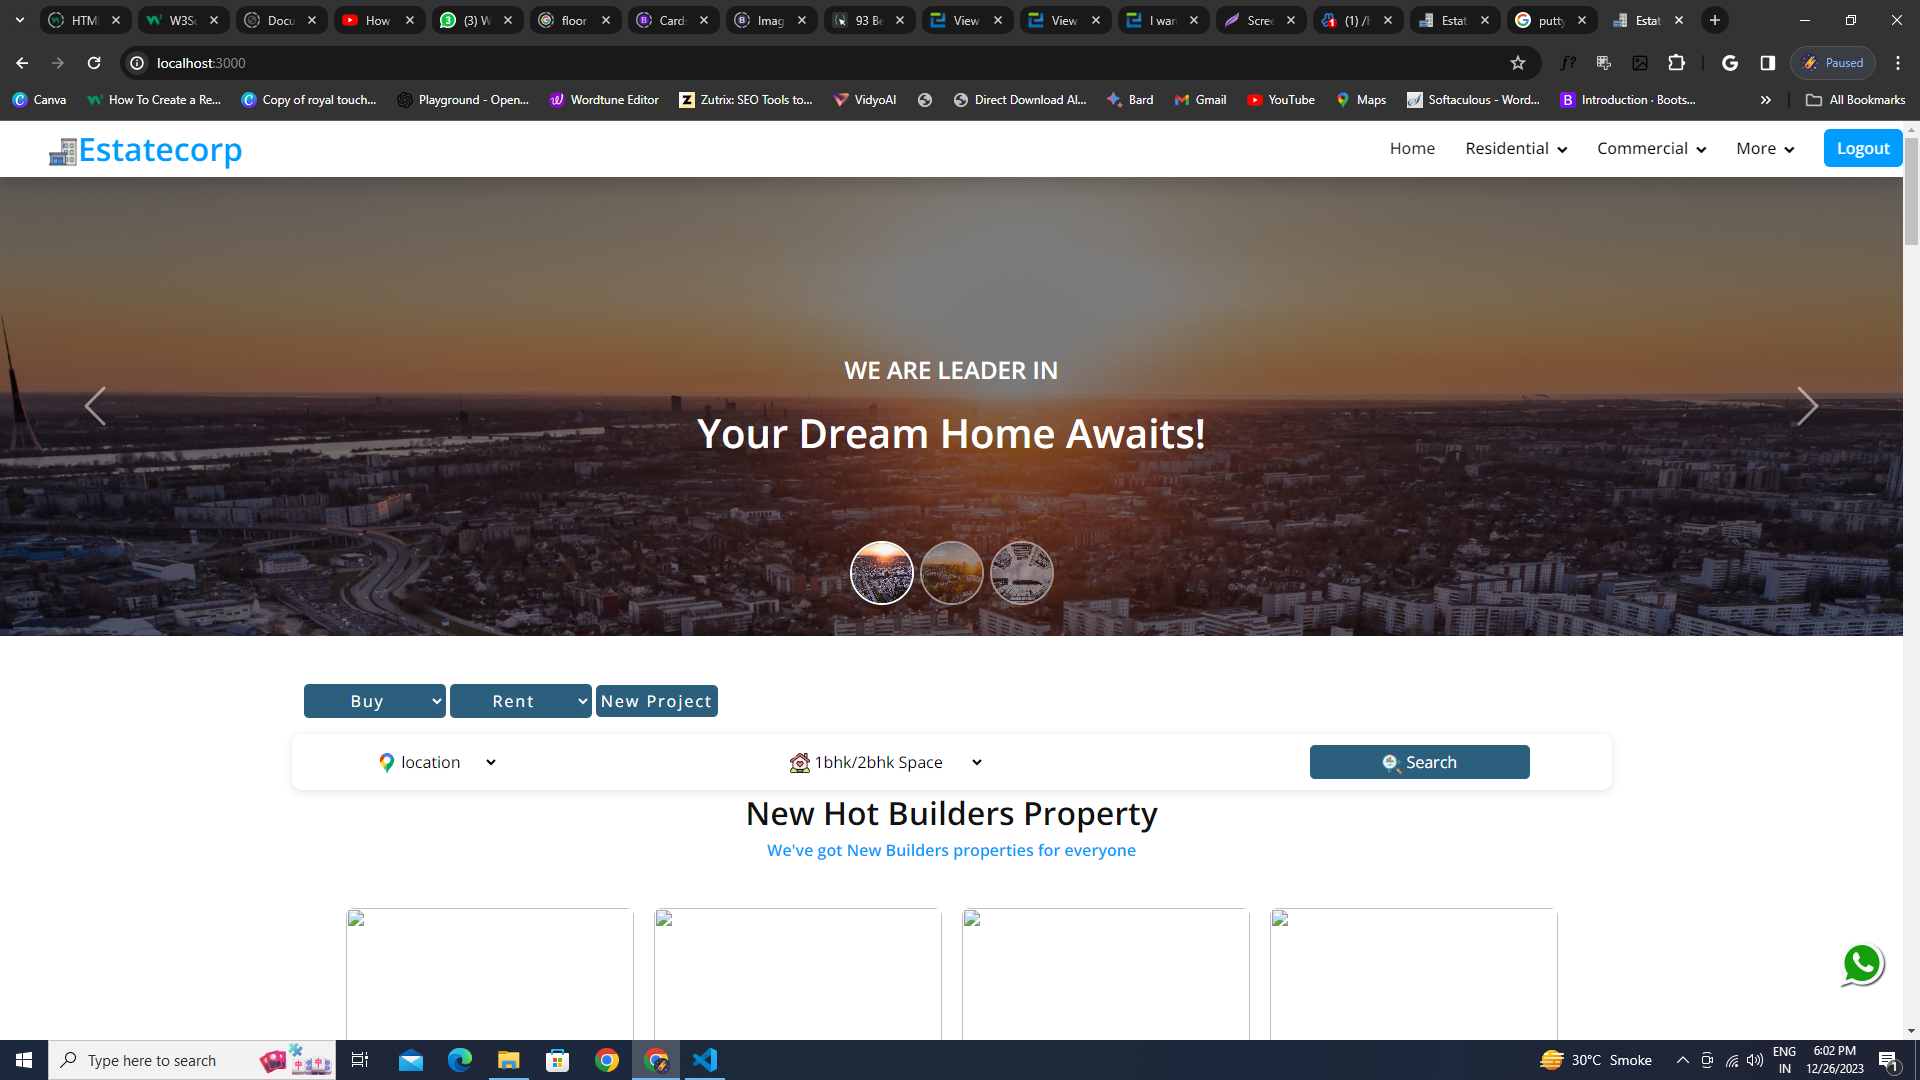 HTM
W3S
Docu
How
(3) W
floor
Card
Imag
93 Be
View
View
I wan
Scree
(1) /
Estat
putty
Estat
localhost:3000
Paused
Canva
How To Create a Re...
Copy of royal touch...
Playground - Open...
Wordtune Editor
Zutrix: SEO Tools to...
VidyoAI
Direct Download Al...
Bard
Gmail
YouTube
Maps
Softaculous - Word...
Introduction · Boots...
All Bookmarks
Estatecorp
Home
Residential
Commercial
More
Logout
WE ARE LEADER IN
Your Dream Home Awaits!
Buy
Rent
New Project
location
1bhk/2bhk Space
Search
New Hot Builders Property
We've got New Builders properties for everyone
Type here to search
30°C Smoke
ENG
IN
6:02 PM
12/26/2023
1